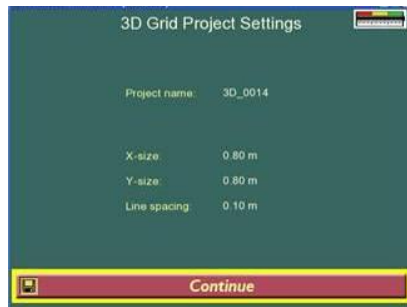 3D Grid Project Settings
Project name: 3D_0014
X-size: 0.80 m
Y-size: 0.80 m
Line spacing: 0.10 m
Continue